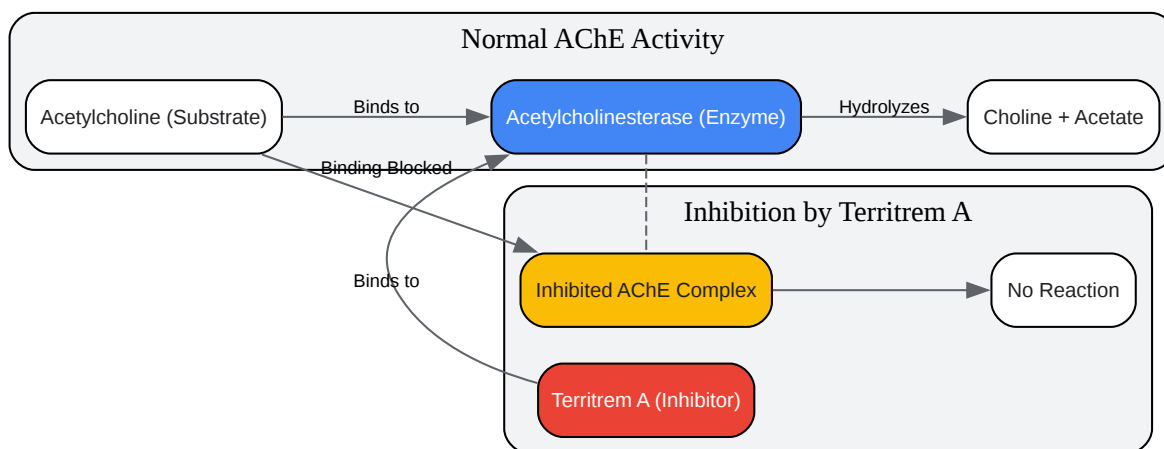 Normal AChE Activity
Acetylcholine (Substrate)
Binds to
Acetylcholinesterase (Enzyme)
Hydrolyzes
Choline + Acetate
Binding Blocked
Inhibition by Territrem A
Binds to
Inhibited AChE Complex
No Reaction
Territrem A (Inhibitor)